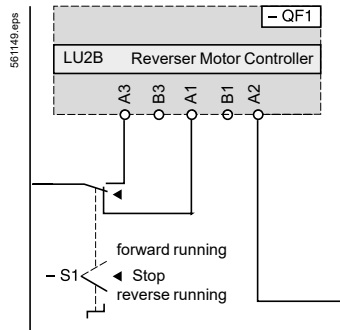 561149.eps
– QF1
LU2B Reverser Motor Controller
A3 B3 A1 B1 A2
forward running
– S1 Stop
reverse running